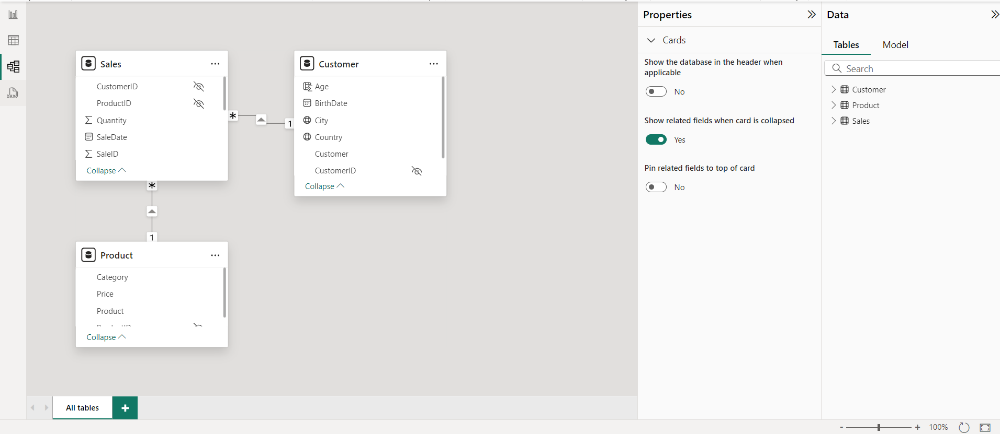 Sales
CustomerID
ProductID
Quantity
SaleDate
SaleID
Collapse
*
1
Customer
Age
BirthDate
City
Country
Customer
CustomerID
Collapse
*
1
Product
Category
Price
Product
ProductID
Collapse
All tables
+
Properties
Cards
Show the database in the header when
applicable
No
Show related fields when card is collapsed
Yes
Pin related fields to top of card
No
Data
Tables Model
Search
Customer
Product
Sales
DAX
- + 100%